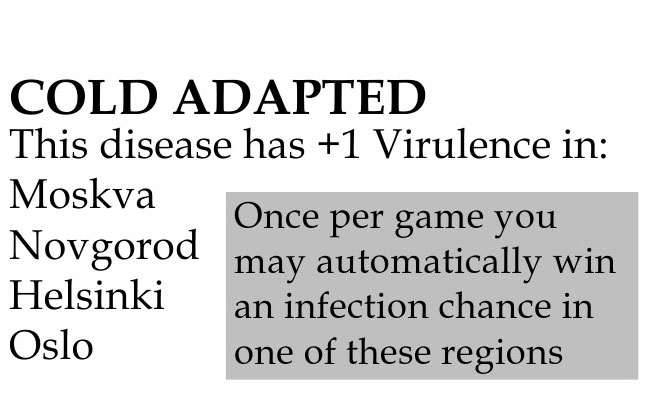 COLD ADAPTED
This disease has +1 Virulence in:
Moskva
Novgorod
Helsinki
Oslo
Once per game you
may automatically win
an infection chance in
one of these regions